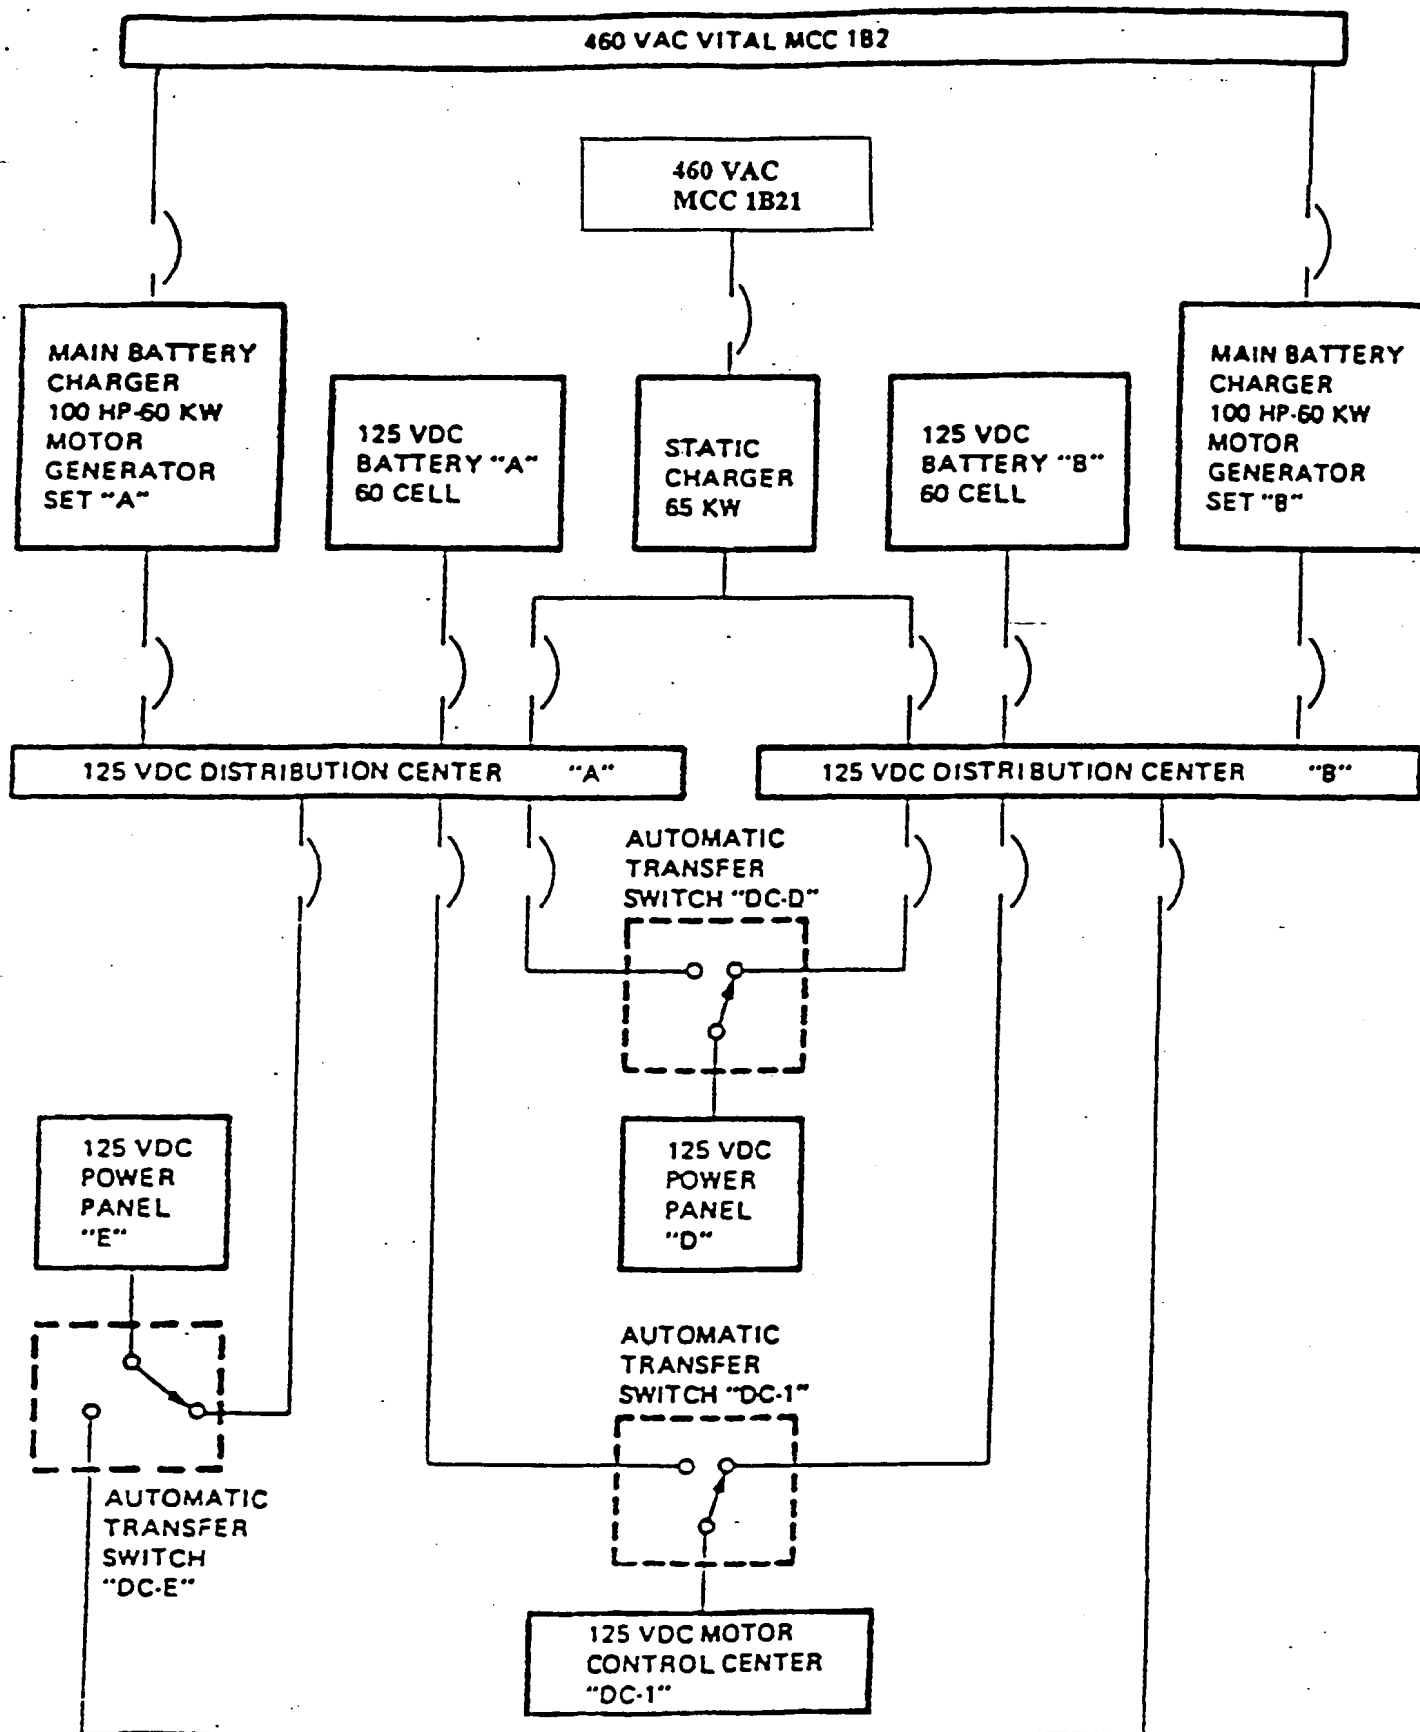 460 VAC VITAL MCC 1B2
460 VAC
MCC 1B21
MAIN BATTERY
CHARGER
100 HP-60 KW
MOTOR
GENERATOR
SET "A"
125 VDC
BATTERY "A"
60 CELL
STATIC
CHARGER
65 KW
125 VDC
BATTERY "B"
60 CELL
MAIN BATTERY
CHARGER
100 HP-60 KW
MOTOR
GENERATOR
SET "B"
125 VDC DISTRIBUTION CENTER "A"
125 VDC DISTRIBUTION CENTER "B"
AUTOMATIC
TRANSFER
SWITCH "DC-D"
125 VDC
POWER
PANEL
"E"
125 VDC
POWER
PANEL
"D"
AUTOMATIC
TRANSFER
SWITCH "DC-1"
AUTOMATIC
TRANSFER
SWITCH
"DC-E"
125 VDC MOTOR
CONTROL CENTER
"DC-1"